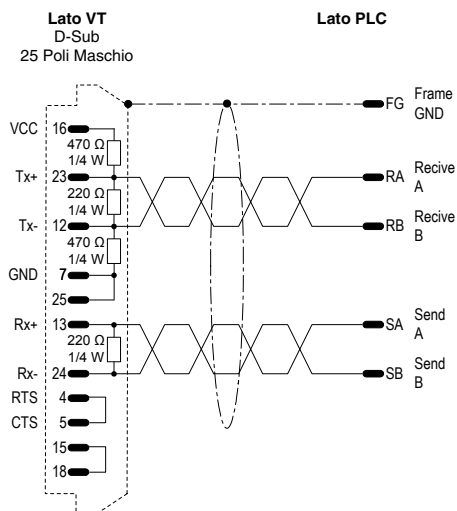 Lato VT
D-Sub
25 Poli Maschio
Lato PLC
FG Frame
GND
VCC 16
470 Ω
1/4 W
Tx+ 23
RA Recive
A
220 Ω
1/4 W
Tx- 12
RB Recive
B
470 Ω
1/4 W
GND 7
25
Rx+ 13
SA Send
A
220 Ω
1/4 W
Rx- 24
SB Send
B
RTS 4
CTS 5
15
18